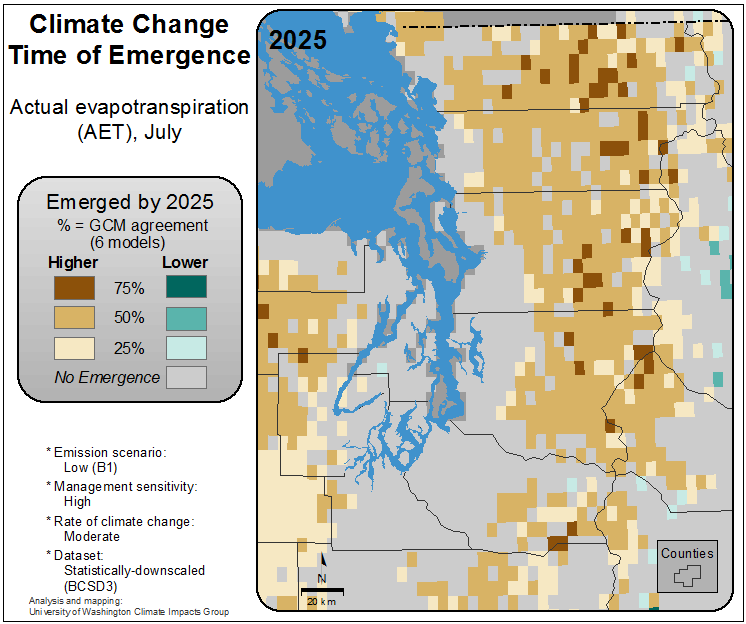 Climate Change
Time of Emergence
Actual evapotranspiration
(AET), July
Emerged by 2025
% = GCM agreement
(6 models)
Higher Lower
75%
50%
25%
No Emergence
* Emission scenario:
Low (B1)
* Management sensitivity:
High
* Rate of climate change:
Moderate
* Dataset:
Statistically-downscaled
(BCSD3)
Analysis and mapping:
University of Washington Climate Impacts Group
2025
N
20 km
Counties